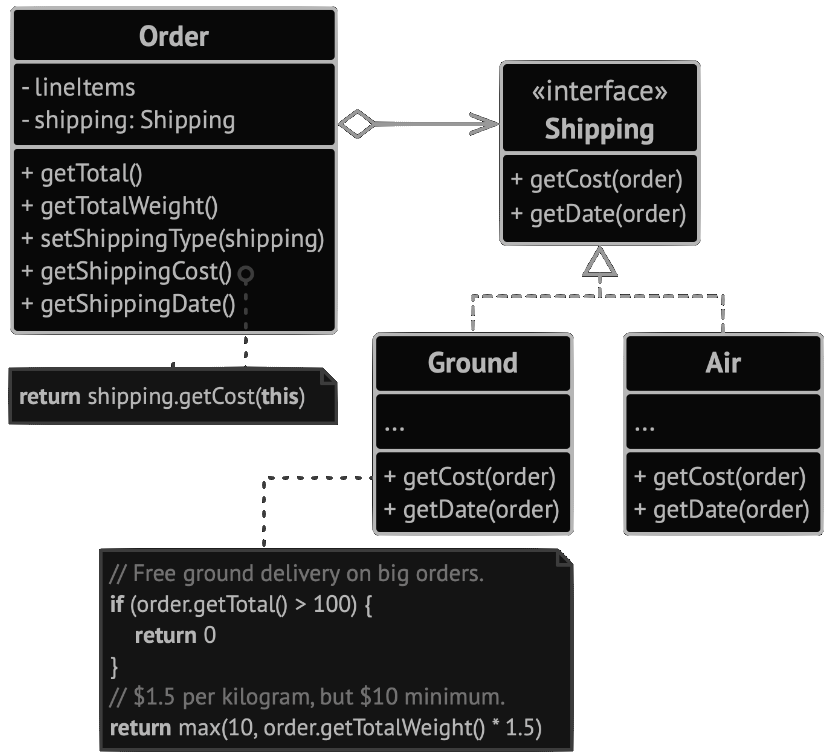 Order
- lineItems
- shipping: Shipping
+ getTotal()
+ getTotalWeight()
+ setShippingType(shipping)
+ getShippingCost()
+ getShippingDate()
return shipping.getCost(this)
«interface»
Shipping
+ getCost(order)
+ getDate(order)
Ground
...
+ getCost(order)
+ getDate(order)
Air
...
+ getCost(order)
+ getDate(order)
// Free ground delivery on big orders.
if (order.getTotal() > 100) {
return 0
}
// $1.5 per kilogram, but $10 minimum.
return max(10, order.getTotalWeight() * 1.5)